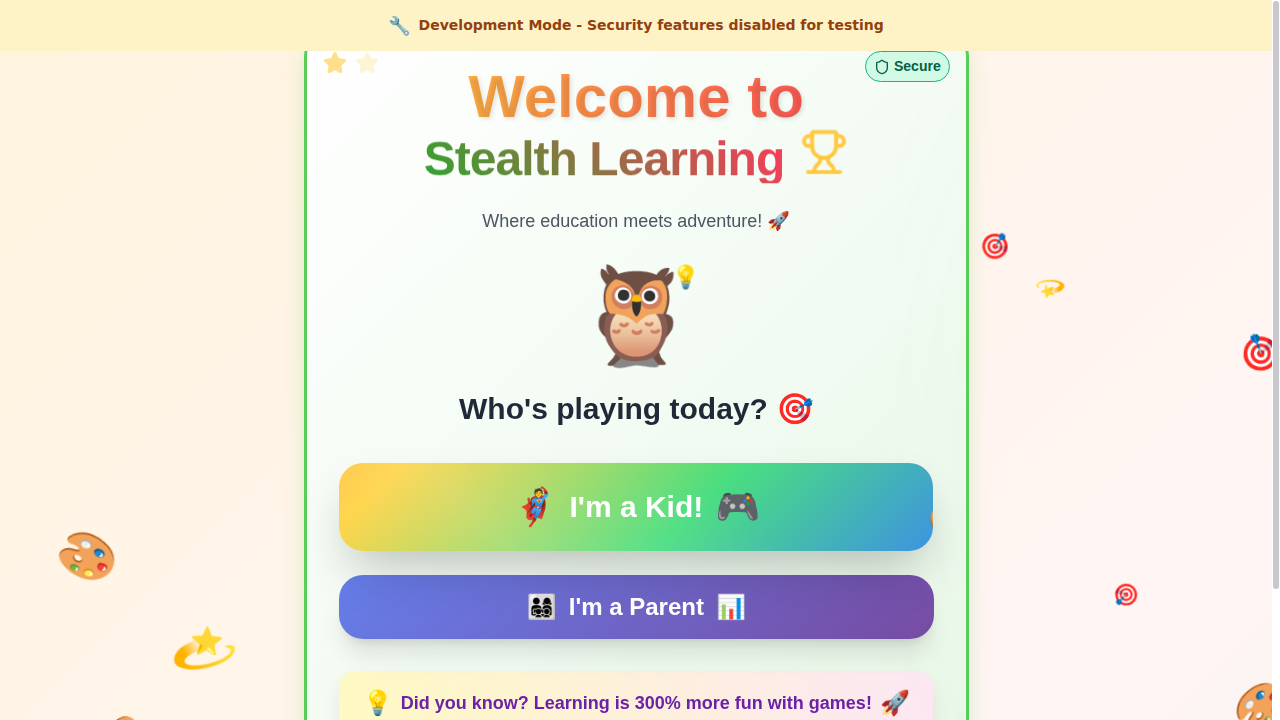 Development Mode - Security features disabled for testing
Secure
Welcome to
Stealth Learning
Where education meets adventure!
Who's playing today?
I'm a Kid!
I'm a Parent
Did you know? Learning is 300% more fun with games!